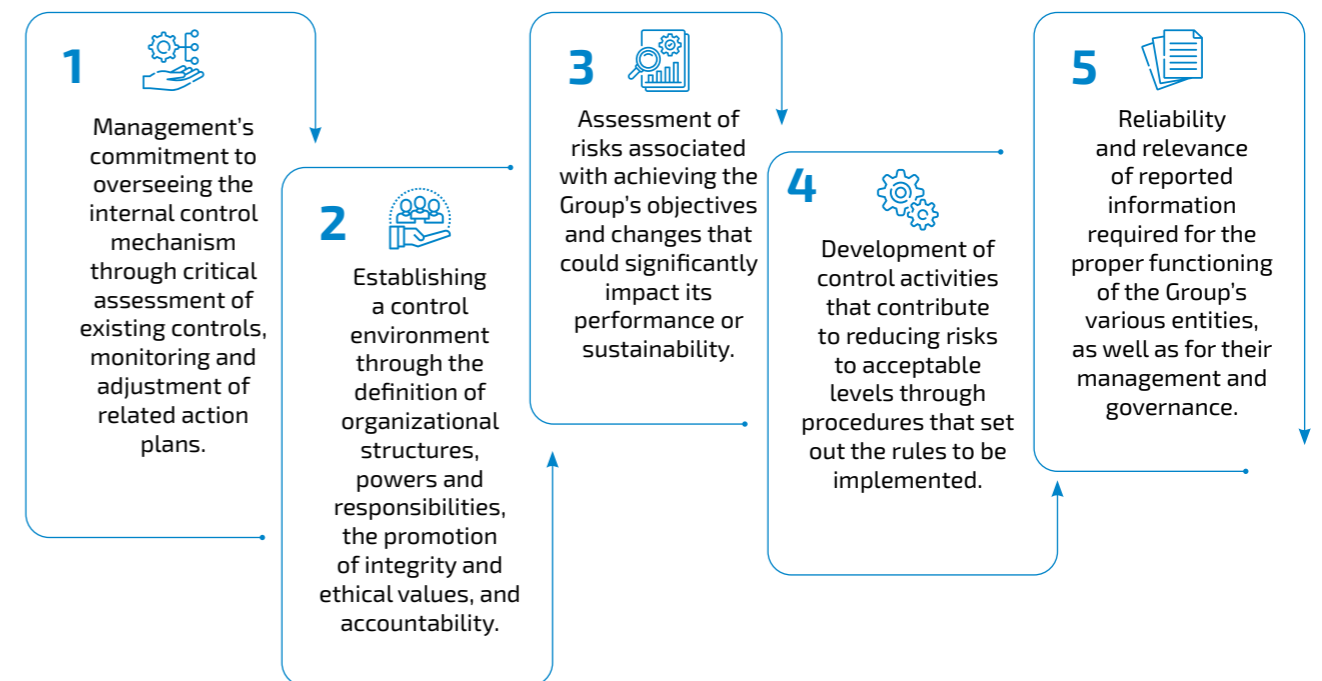 1
Management’s
commitment to
overseeing the
internal control
mechanism
through critical
assessment of
existing controls,
monitoring and
adjustment of
related action
plans.
2
Establishing
a control
environment
through the
definition of
organizational
structures,
powers and
responsibilities,
the promotion
of integrity and
ethical values, and
accountability.
3
Assessment of
risks associated
with achieving the
Group’s objectives
and changes that
could significantly
impact its
performance or
sustainability.
4
Development of
control activities
that contribute
to reducing risks
to acceptable
levels through
procedures that set
out the rules to be
implemented.
5
Reliability
and relevance
of reported
information
required for the
proper functioning
of the Group’s
various entities,
as well as for their
management and
governance.